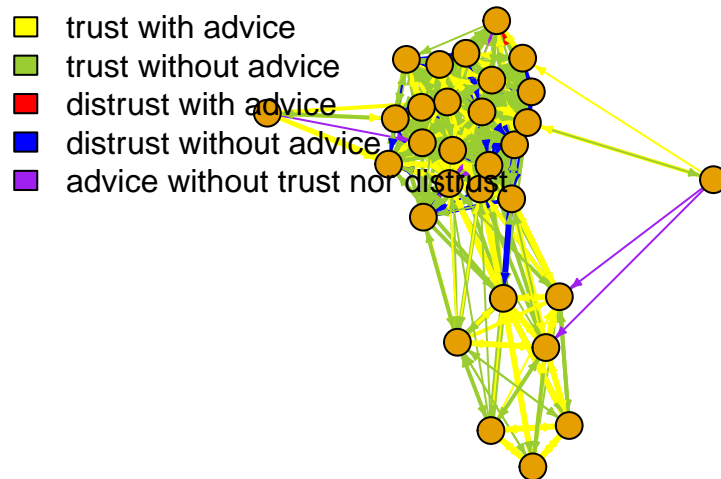 trust with advice
trust without advice
distrust with advice
distrust without advice
advice without trust nor distrust